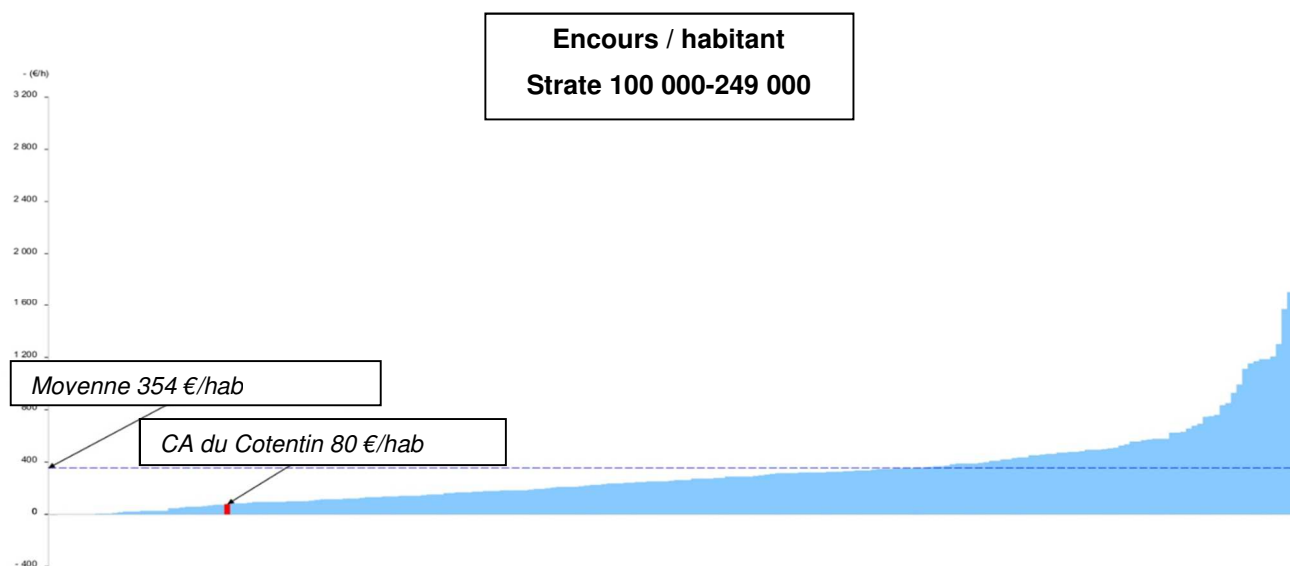 Encours / habitant
Strate 100 000-249 000
- (€/h)
3 200
2 800
2 400
2 000
1 600
1 200
Moyenne 354 €/hab
800
CA du Cotentin 80 €/hab
400
0
- 400